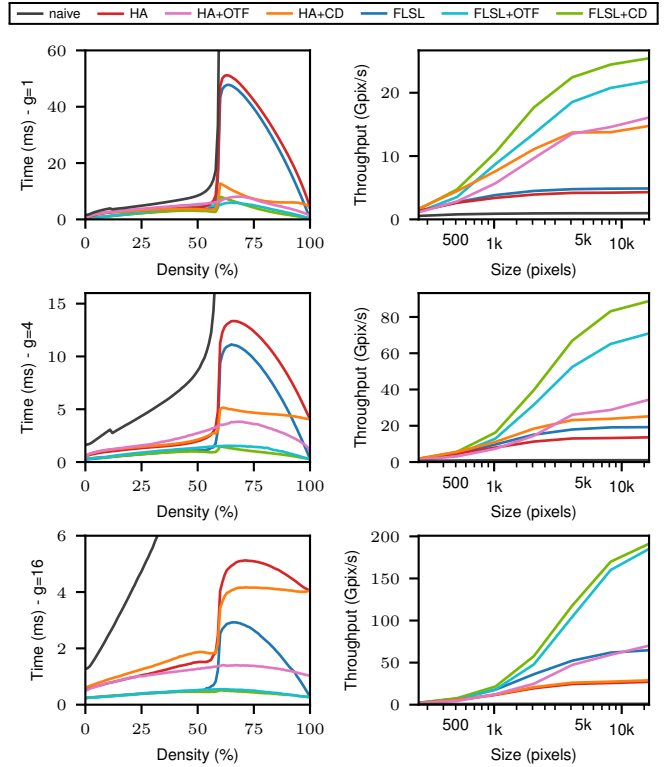 naive HA HA+OTF HA+CD FLSL FLSL+OTF FLSL+CD
Time (ms) - g=1
60
40
20
0
0 25 50 75 100
Density (%)
Throughput (Gpix/s)
20
10
0
500 1k 5k 10k
Size (pixels)
Time (ms) - g=4
15
10
5
0
0 25 50 75 100
Density (%)
Throughput (Gpix/s)
80
60
40
20
0
500 1k 5k 10k
Size (pixels)
Time (ms) - g=16
6
4
2
0
0 25 50 75 100
Density (%)
Throughput (Gpix/s)
200
150
100
50
0
500 1k 5k 10k
Size (pixels)